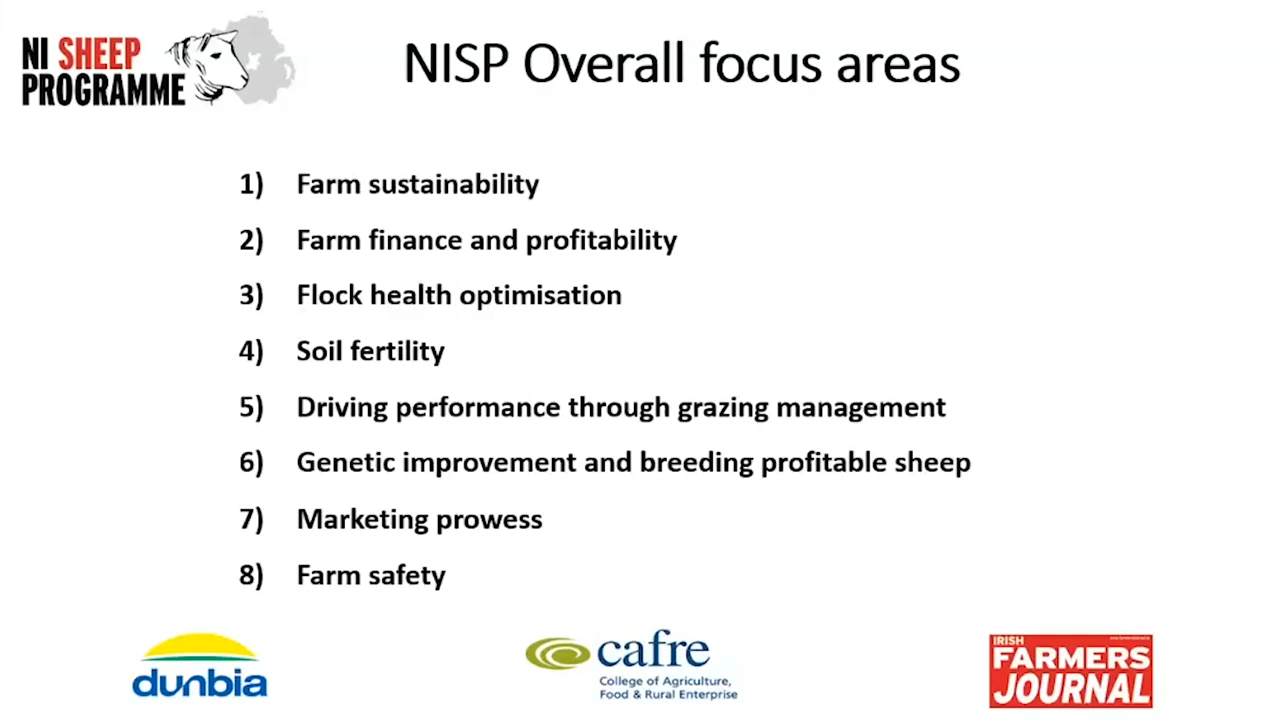 NI SHEEP
PROGRAMME
NISP Overall focus areas
1) Farm sustainability
2) Farm finance and profitability
3) Flock health optimisation
4) Soil fertility
5) Driving performance through grazing management
6) Genetic improvement and breeding profitable sheep
7) Marketing prowess
8) Farm safety
dunbia
cafre
College of Agriculture,
Food & Rural Enterprise
IRISH
FARMERS
JOURNAL